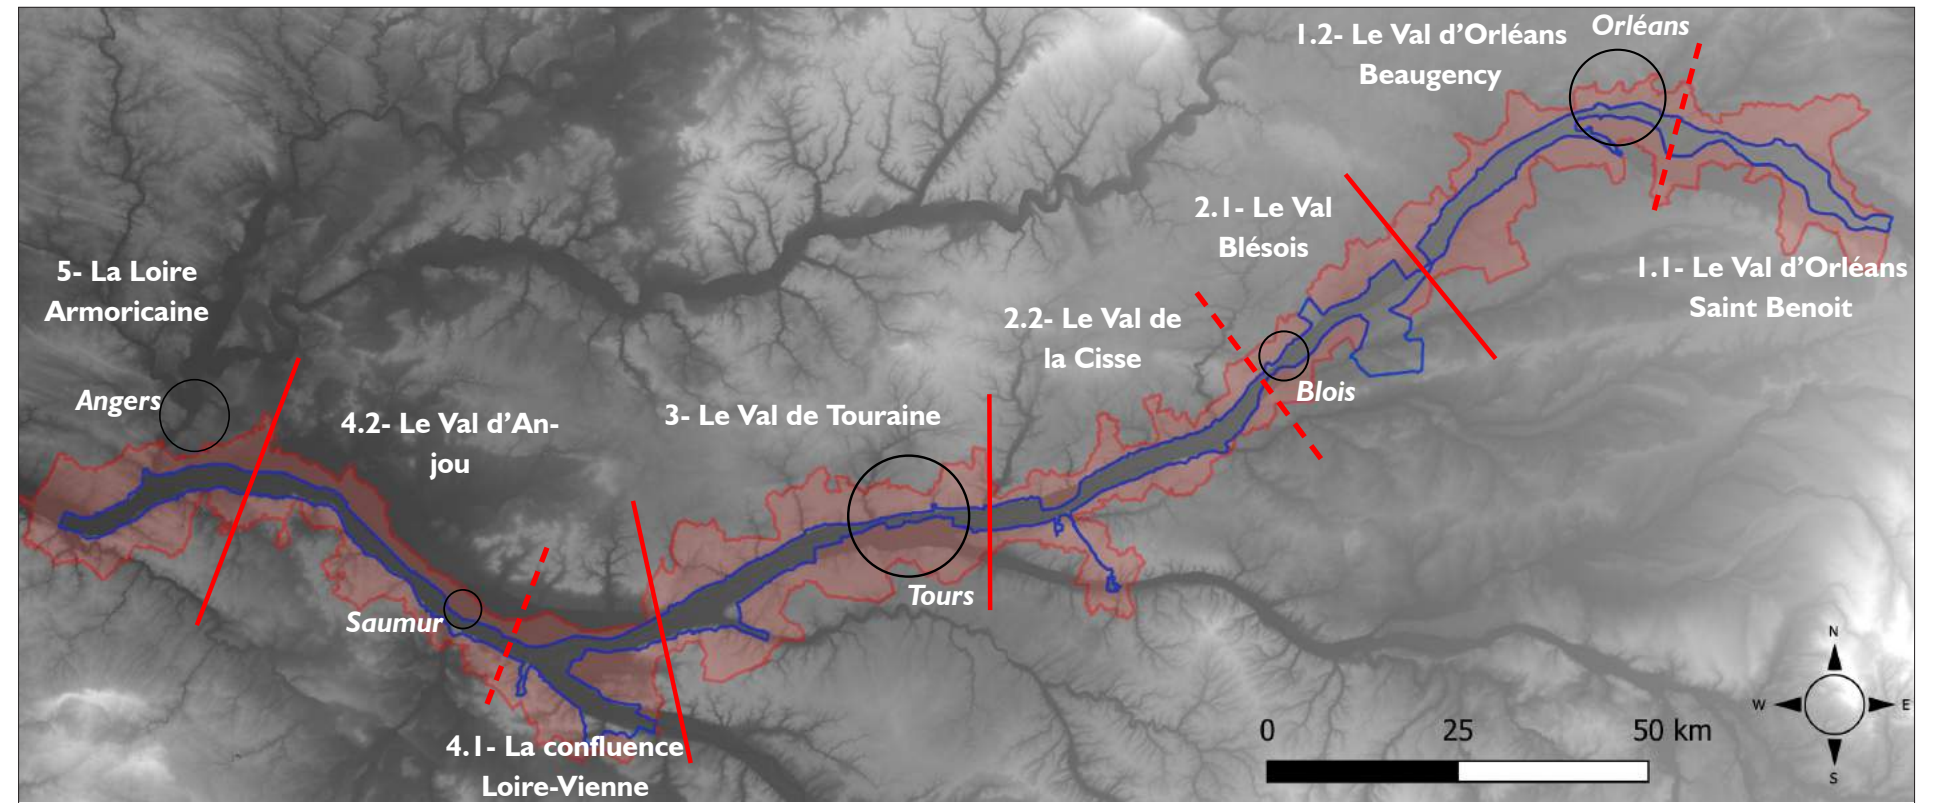 1.2- Le Val d'Orléans
Beaugency
Orléans
2.1- Le Val
Blésois
1.1- Le Val d'Orléans
Saint Benoit
5- La Loire
Armoricaine
2.2- Le Val de
la Cisse
Blois
Angers
4.2- Le Val d'An-
jou
3- Le Val de Touraine
Tours
Saumur
4.1- La confluence
Loire-Vienne
0 25 50 km
N
W E
S